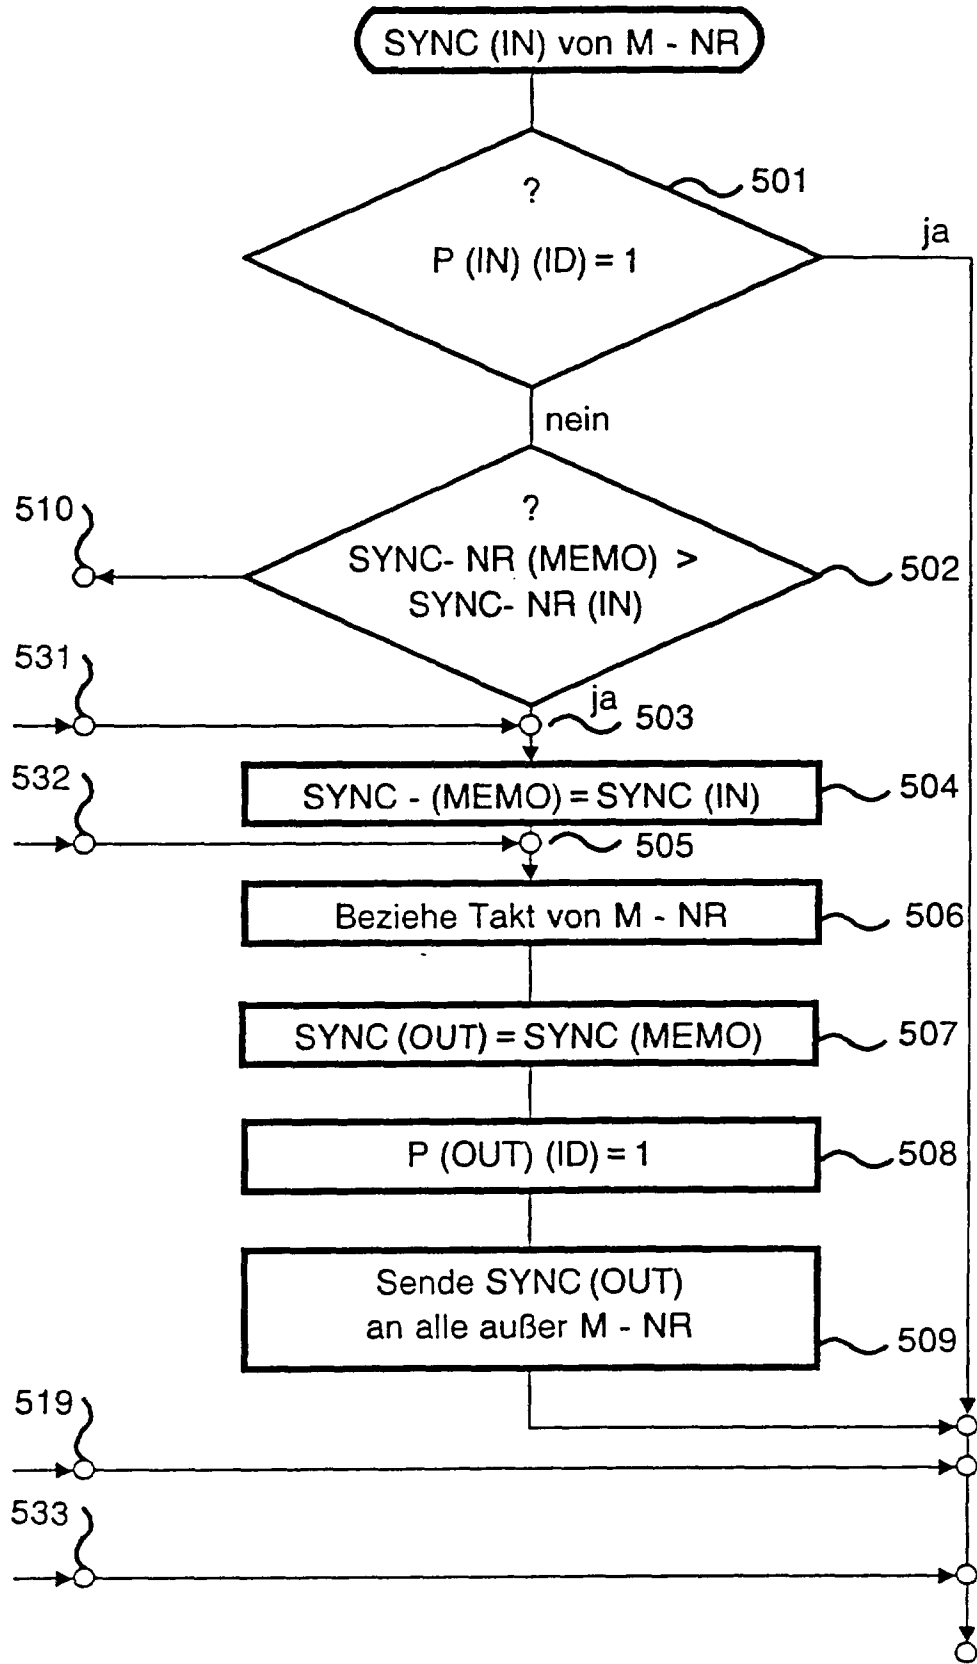 SYNC (IN) von M - NR
501
?
P (IN) (ID) = 1
ja
nein
510
?
SYNC- NR (MEMO) >
SYNC- NR (IN)
502
531
ja
503
532
SYNC - (MEMO) = SYNC (IN)
504
505
Beziehe Takt von M - NR
506
SYNC (OUT) = SYNC (MEMO)
507
P (OUT) (ID) = 1
508
Sende SYNC (OUT)
an alle außer M - NR
509
519
533